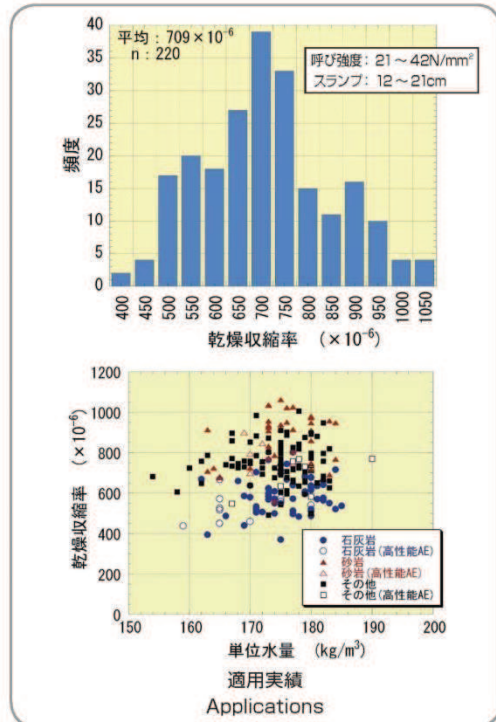 平均：709×10⁻⁶
n：220
呼び強度：21～42N/mm²
スランプ：12～21cm
頻度
40
35
30
25
20
15
10
5
0
400 450 500 550 600 650 700 750 800 850 900 950 1000 1050
乾燥収縮率 （×10⁻⁶）
乾燥収縮率 （×10⁻⁶）
1200
1000
800
600
400
200
0
石灰岩
石灰岩(高性能AE)
砂岩
砂岩(高性能AE)
その他
その他(高性能AE)
150 160 170 180 190 200
単位水量 （kg/m³）
適用実績
Applications